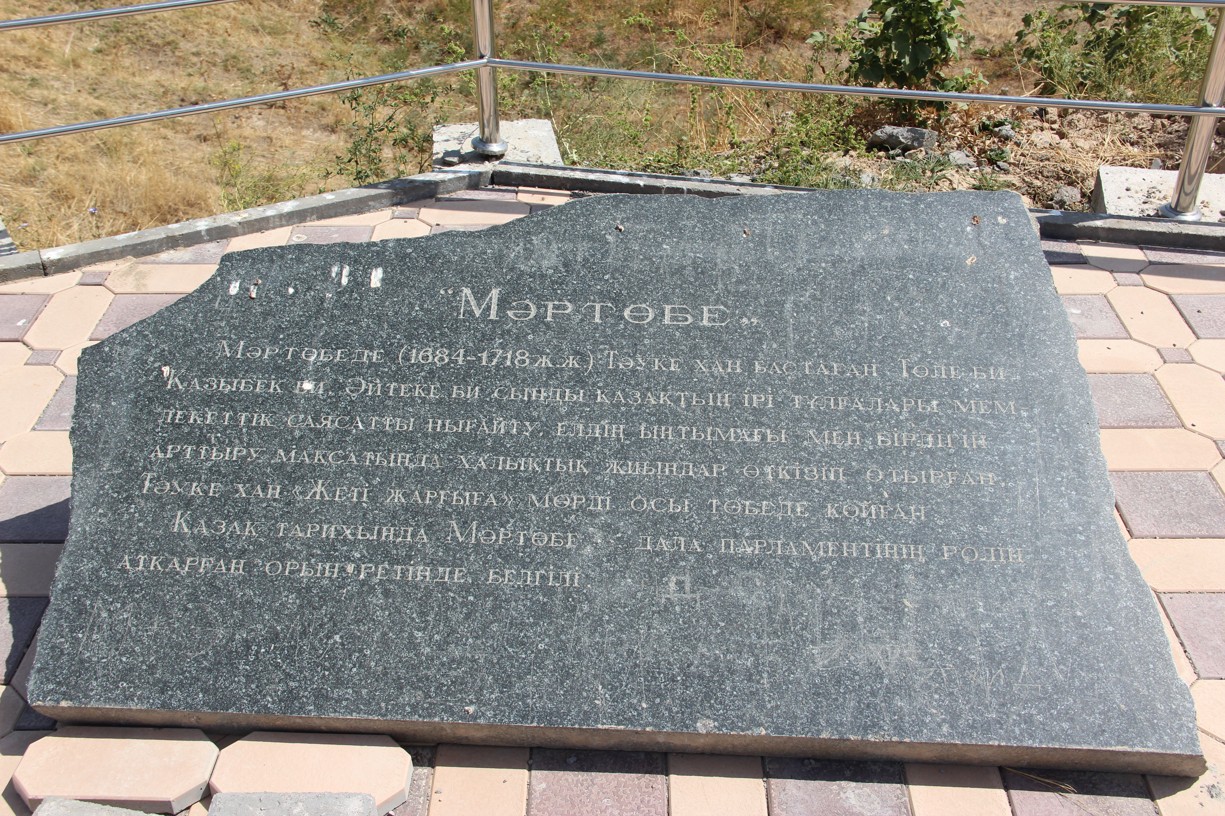 “Мәртөбе„
Мәртөбеде (1684-1718ж.ж) Тәуке хан бастаған Төле би,
Қазыбек би, Әйтеке би сынды қазақтың ірі тұлғалары мем
лекеттік саясатты нығайту, елдің ынтымағы мен бірлігін
арттыру мақсатында халықтық жиындар өткізіп отырған.
Тәуке хан «Жеті жарғыға» мөрді осы төбеде қойған
Қазақ тарихында Мәртөбе - дала парламентінің рөлін
атқарған орын ретінде белгілі